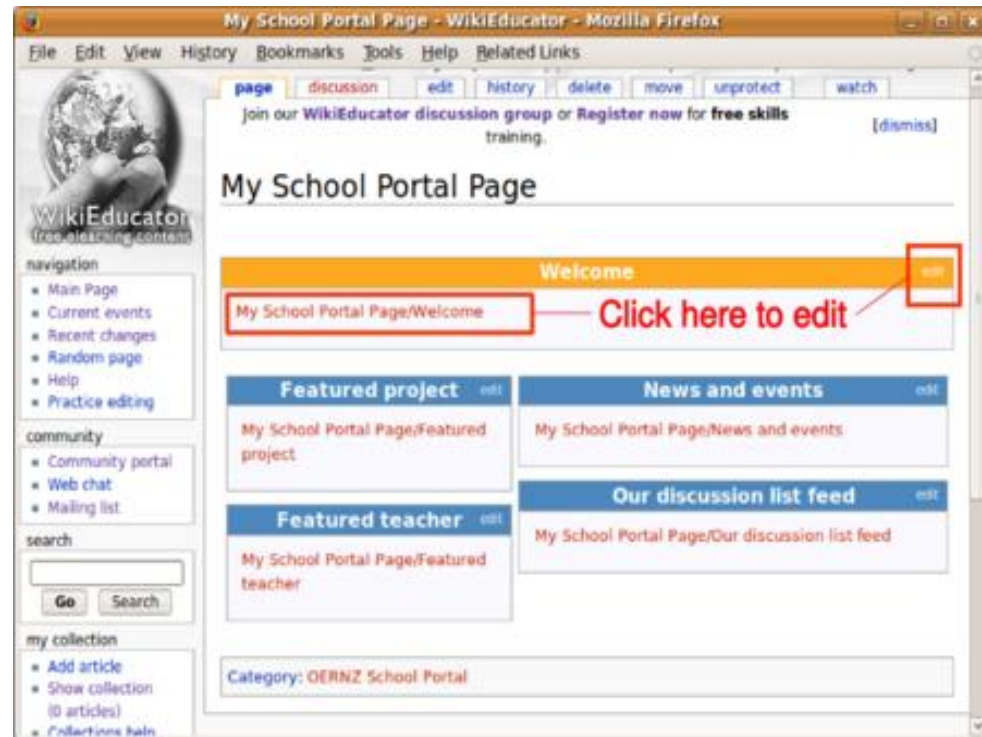 My School Portal Page - WikiEducator - Mozilla Firefox
File Edit View History Bookmarks Tools Help Related Links
page discussion edit history delete move unprotect watch
Join our WikiEducator discussion group or Register now for free skills
training.
[dismiss]
WikiEducator
free elearning content
My School Portal Page
navigation
Main Page
Current events
Recent changes
Random page
Help
Practice editing
community
Community portal
Web chat
Mailing list
search
Go Search
my collection
Add article
Show collection
(0 articles)
Collections help
Welcome edit
My School Portal Page/Welcome
Click here to edit
Featured project edit
My School Portal Page/Featured
project
News and events edit
My School Portal Page/News and events
Featured teacher edit
My School Portal Page/Featured
teacher
Our discussion list feed edit
My School Portal Page/Our discussion list feed
Category: OERNZ School Portal